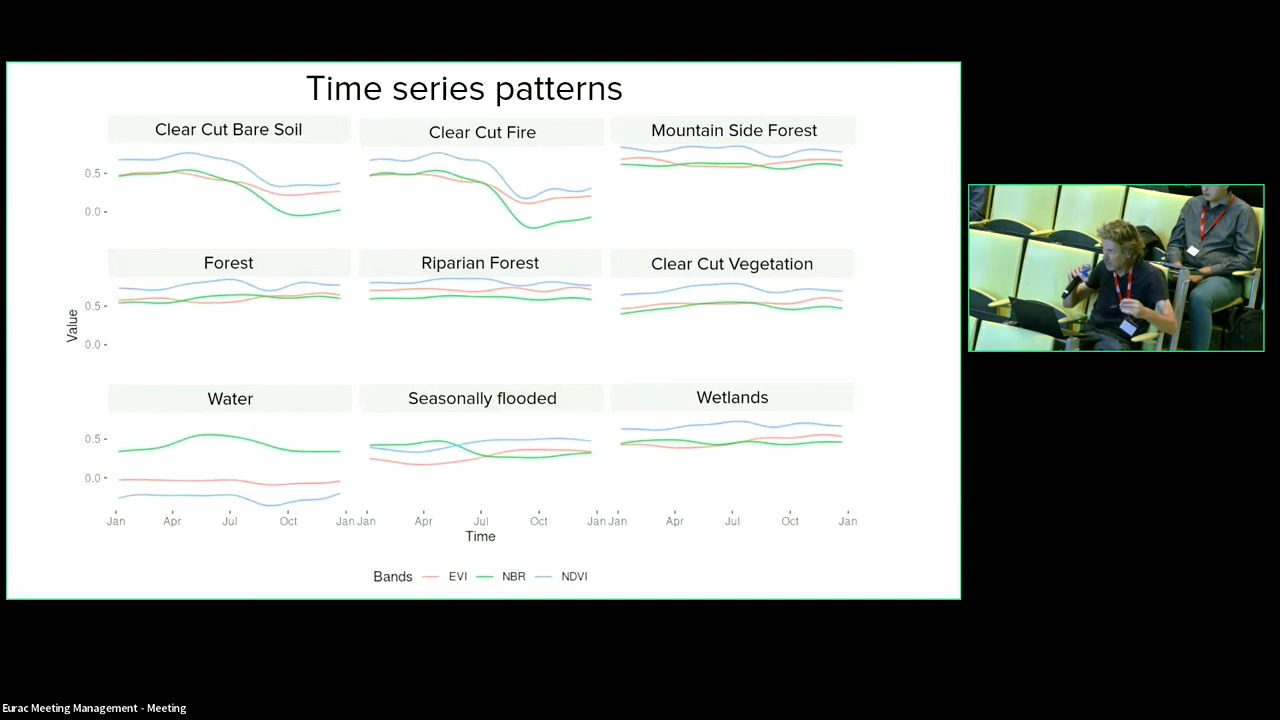 Time series patterns
Clear Cut Bare Soil
Clear Cut Fire
Mountain Side Forest
0.5
0.0
Forest
Riparian Forest
Clear Cut Vegetation
0.5
0.0
Value
Water
Seasonally flooded
Wetlands
0.5
0.0
Jan Apr Jul Oct Jan Jan Apr Jul Oct Jan Jan Apr Jul Oct Jan
Time
Bands EVI NBR NDVI
Eurac Meeting Management - Meeting